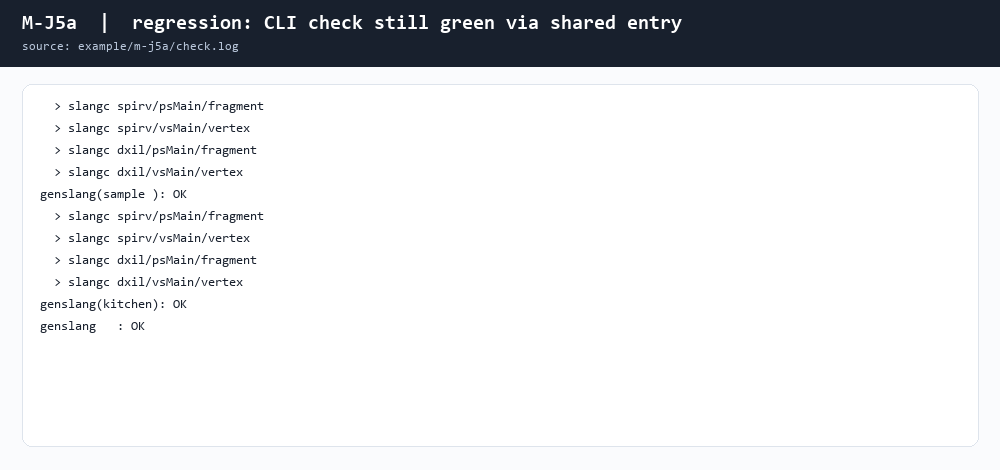 M-J5a  |  regression: CLI check still green via shared entry
source: example/m-j5a/check.log
> slangc spirv/psMain/fragment
> slangc spirv/vsMain/vertex
> slangc dxil/psMain/fragment
> slangc dxil/vsMain/vertex
genslang(sample ): OK
> slangc spirv/psMain/fragment
> slangc spirv/vsMain/vertex
> slangc dxil/psMain/fragment
> slangc dxil/vsMain/vertex
genslang(kitchen): OK
genslang   : OK